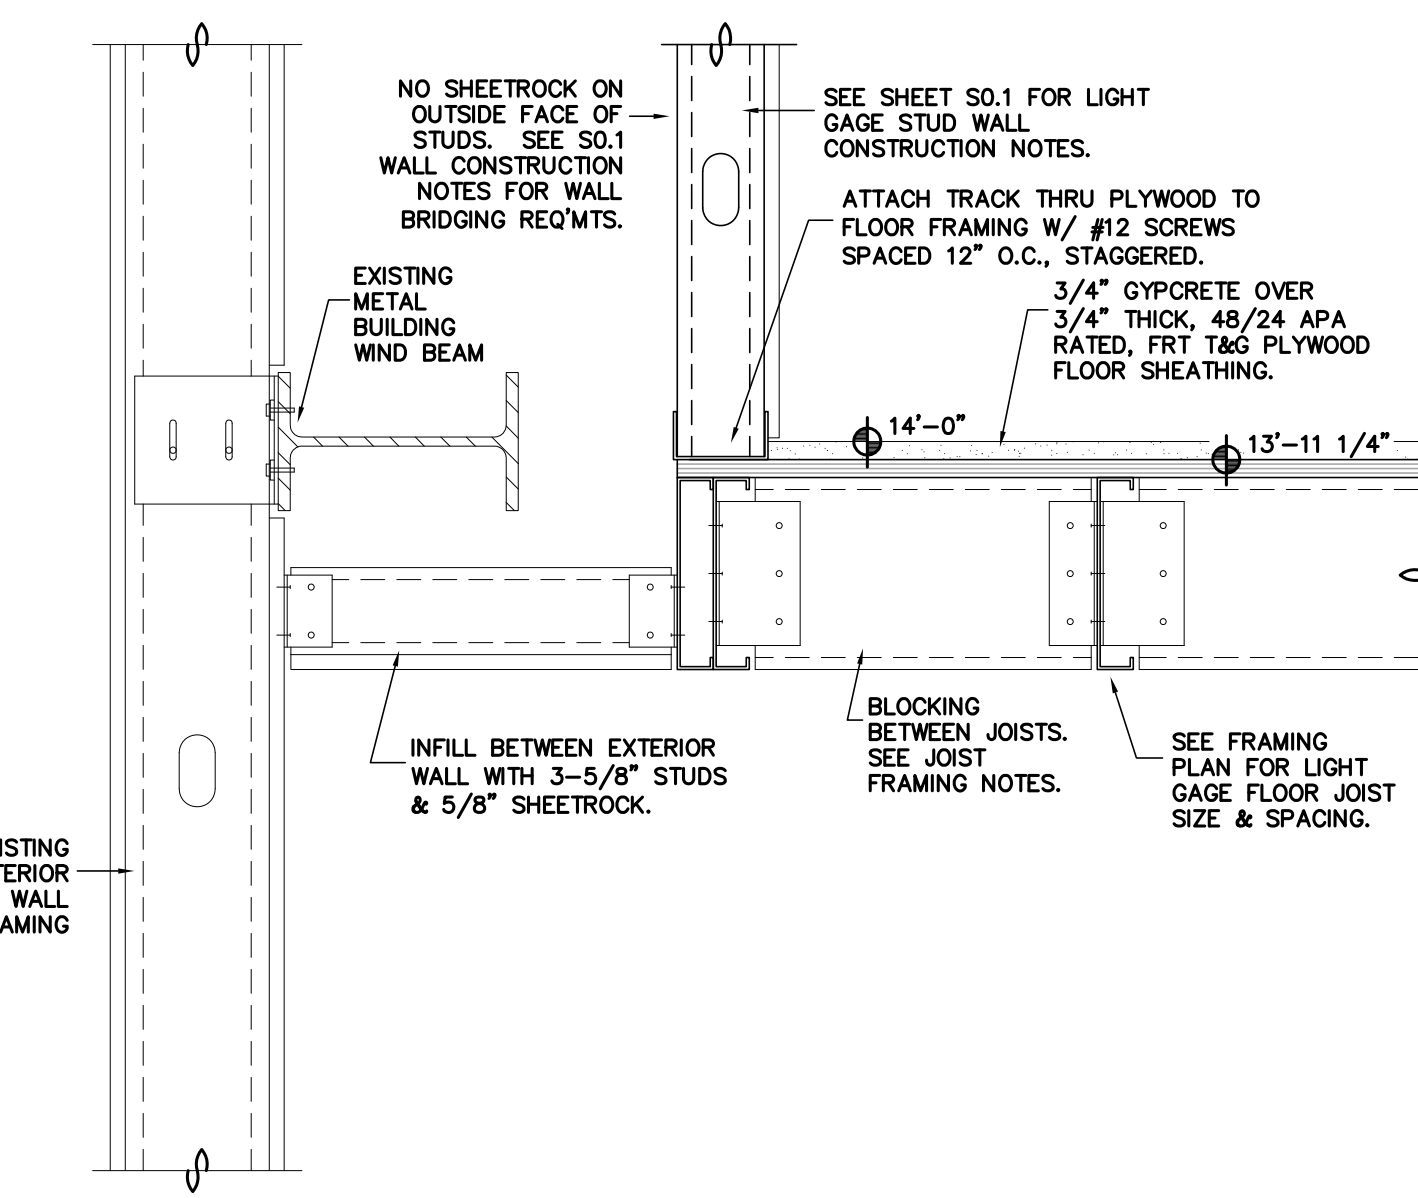 NO SHEETROCK ON
OUTSIDE FACE OF
STUDS. SEE S0.1
WALL CONSTRUCTION
NOTES FOR WALL
BRIDGING REQ'MTS.
SEE SHEET S0.1 FOR LIGHT
GAGE STUD WALL
CONSTRUCTION NOTES.
ATTACH TRACK THRU PLYWOOD TO
FLOOR FRAMING W/ #12 SCREWS
SPACED 12" O.C., STAGGERED.
EXISTING
METAL
BUILDING
WIND BEAM
3/4" GYPCRETE OVER
3/4" THICK, 48/24 APA
RATED, FRT T&G PLYWOOD
FLOOR SHEATHING.
14'-0"
13'-11 1/4"
INFILL BETWEEN EXTERIOR
WALL WITH 3-5/8" STUDS
& 5/8" SHEETROCK.
BLOCKING
BETWEEN JOISTS.
SEE JOIST
FRAMING NOTES.
SEE FRAMING
PLAN FOR LIGHT
GAGE FLOOR JOIST
SIZE & SPACING.
ISTING
TERIOR
WALL
AMING